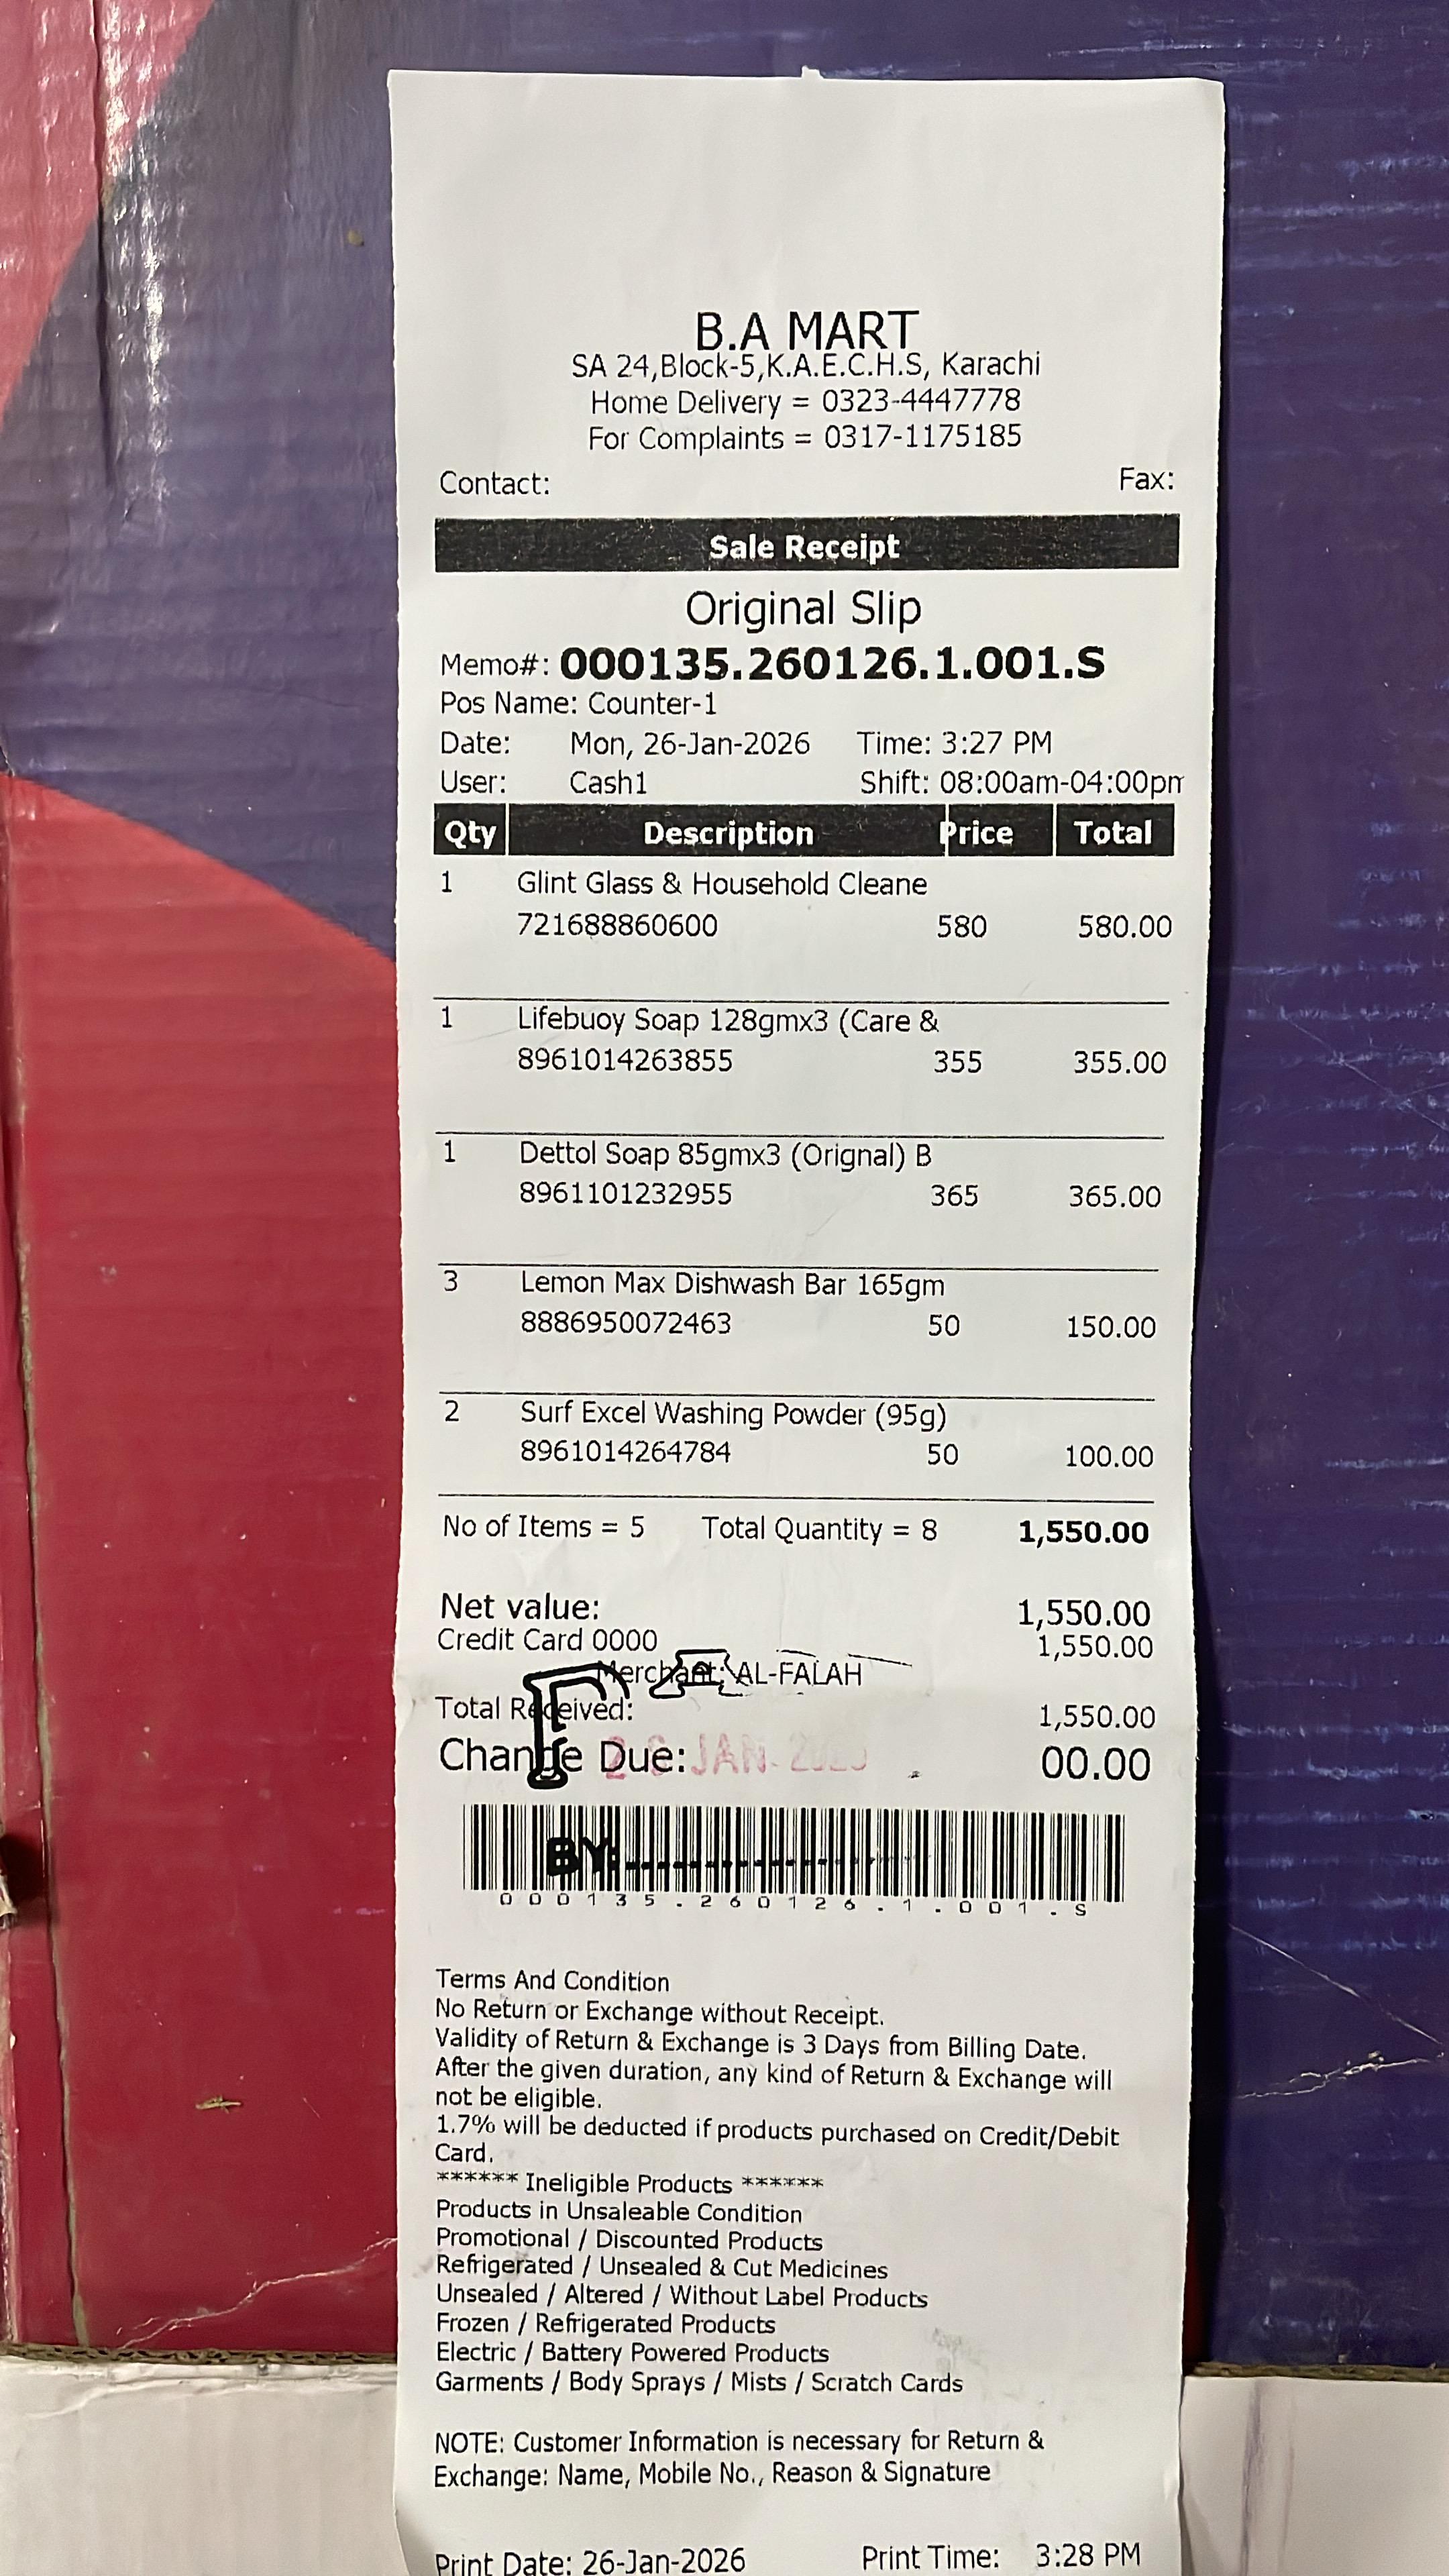 B.A MART
SA 24,Block-5,K.A.E.C.H.S, Karachi
Home Delivery = 0323-4447778
For Complaints = 0317-1175185
Contact: Fax:
Sale Receipt
Original Slip
Memo#: 000135.260126.1.001.S
Pos Name: Counter-1
Date: Mon, 26-Jan-2026 Time: 3:27 PM
User: Cash1 Shift: 08:00am-04:00pm
Qty Description Price Total
1 Glint Glass & Household Cleane
721688860600 580 580.00
1 Lifebuoy Soap 128gmx3 (Care &
8961014263855 355 355.00
1 Dettol Soap 85gmx3 (Orignal) B
8961101232955 365 365.00
3 Lemon Max Dishwash Bar 165gm
8886950072463 50 150.00
2 Surf Excel Washing Powder (95g)
8961014264784 50 100.00
No of Items = 5 Total Quantity = 8 1,550.00
Net value: 1,550.00
Credit Card 0000 1,550.00
Merchant: AL-FALAH
Total Received: 1,550.00
Change Due: 00.00
JAN
BY:
000135.260126.1.001.S
Terms And Condition
No Return or Exchange without Receipt.
Validity of Return & Exchange is 3 Days from Billing Date.
After the given duration, any kind of Return & Exchange will
not be eligible.
1.7% will be deducted if products purchased on Credit/Debit
Card.
****** Ineligible Products ******
Products in Unsaleable Condition
Promotional / Discounted Products
Refrigerated / Unsealed & Cut Medicines
Unsealed / Altered / Without Label Products
Frozen / Refrigerated Products
Electric / Battery Powered Products
Garments / Body Sprays / Mists / Scratch Cards
NOTE: Customer Information is necessary for Return &
Exchange: Name, Mobile No., Reason & Signature
Print Date: 26-Jan-2026 Print Time: 3:28 PM